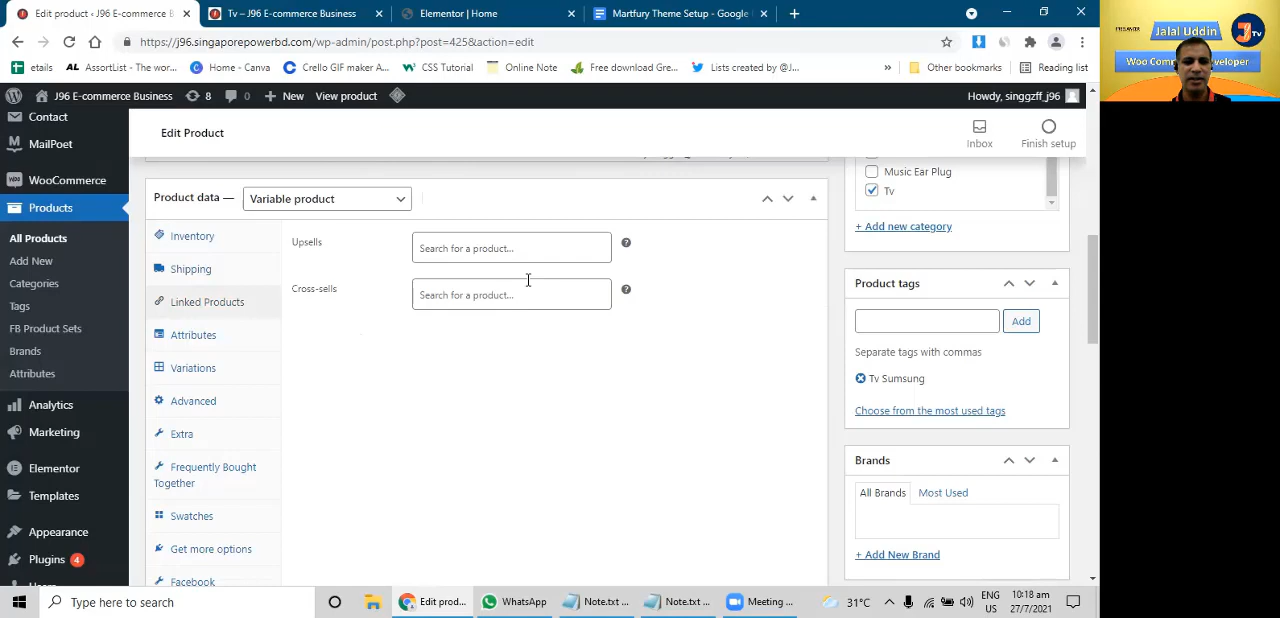 Edit product ‹ J96 E-commerce B
Tv – J96 E-commerce Business
Elementor | Home
Martfury Theme Setup - Google
https://j96.singaporepowerbd.com/wp-admin/post.php?post=425&action=edit
etails
AL AssortList - The wor...
Home - Canva
Crello GIF maker A...
CSS Tutorial
Online Note
Free download Gre...
Lists created by @J...
»
Other bookmarks
Reading list
J96 E-commerce Business
8
0
New
View product
Howdy, singgzff_j96
FREELANCER
Jalal Uddin
J Tv
Contact
MailPoet
WooCommerce
Products
All Products
Add New
Categories
Tags
FB Product Sets
Brands
Attributes
Analytics
Marketing
Elementor
Templates
Appearance
Plugins 4
Edit Product
Inbox
Finish setup
Product data —
Variable product
Inventory
Shipping
Linked Products
Attributes
Variations
Advanced
Extra
Frequently Bought
Together
Swatches
Get more options
Facebook
Upsells
Search for a product...
Cross-sells
Search for a product...
Music Ear Plug
Tv
+ Add new category
Product tags
Add
Separate tags with commas
Tv Sumsung
Choose from the most used tags
Brands
All Brands
Most Used
+ Add New Brand
Type here to search
Edit prod...
WhatsApp
Note.txt ...
Note.txt ...
Meeting ...
31°C
ENG
US
10:18 am
27/7/2021